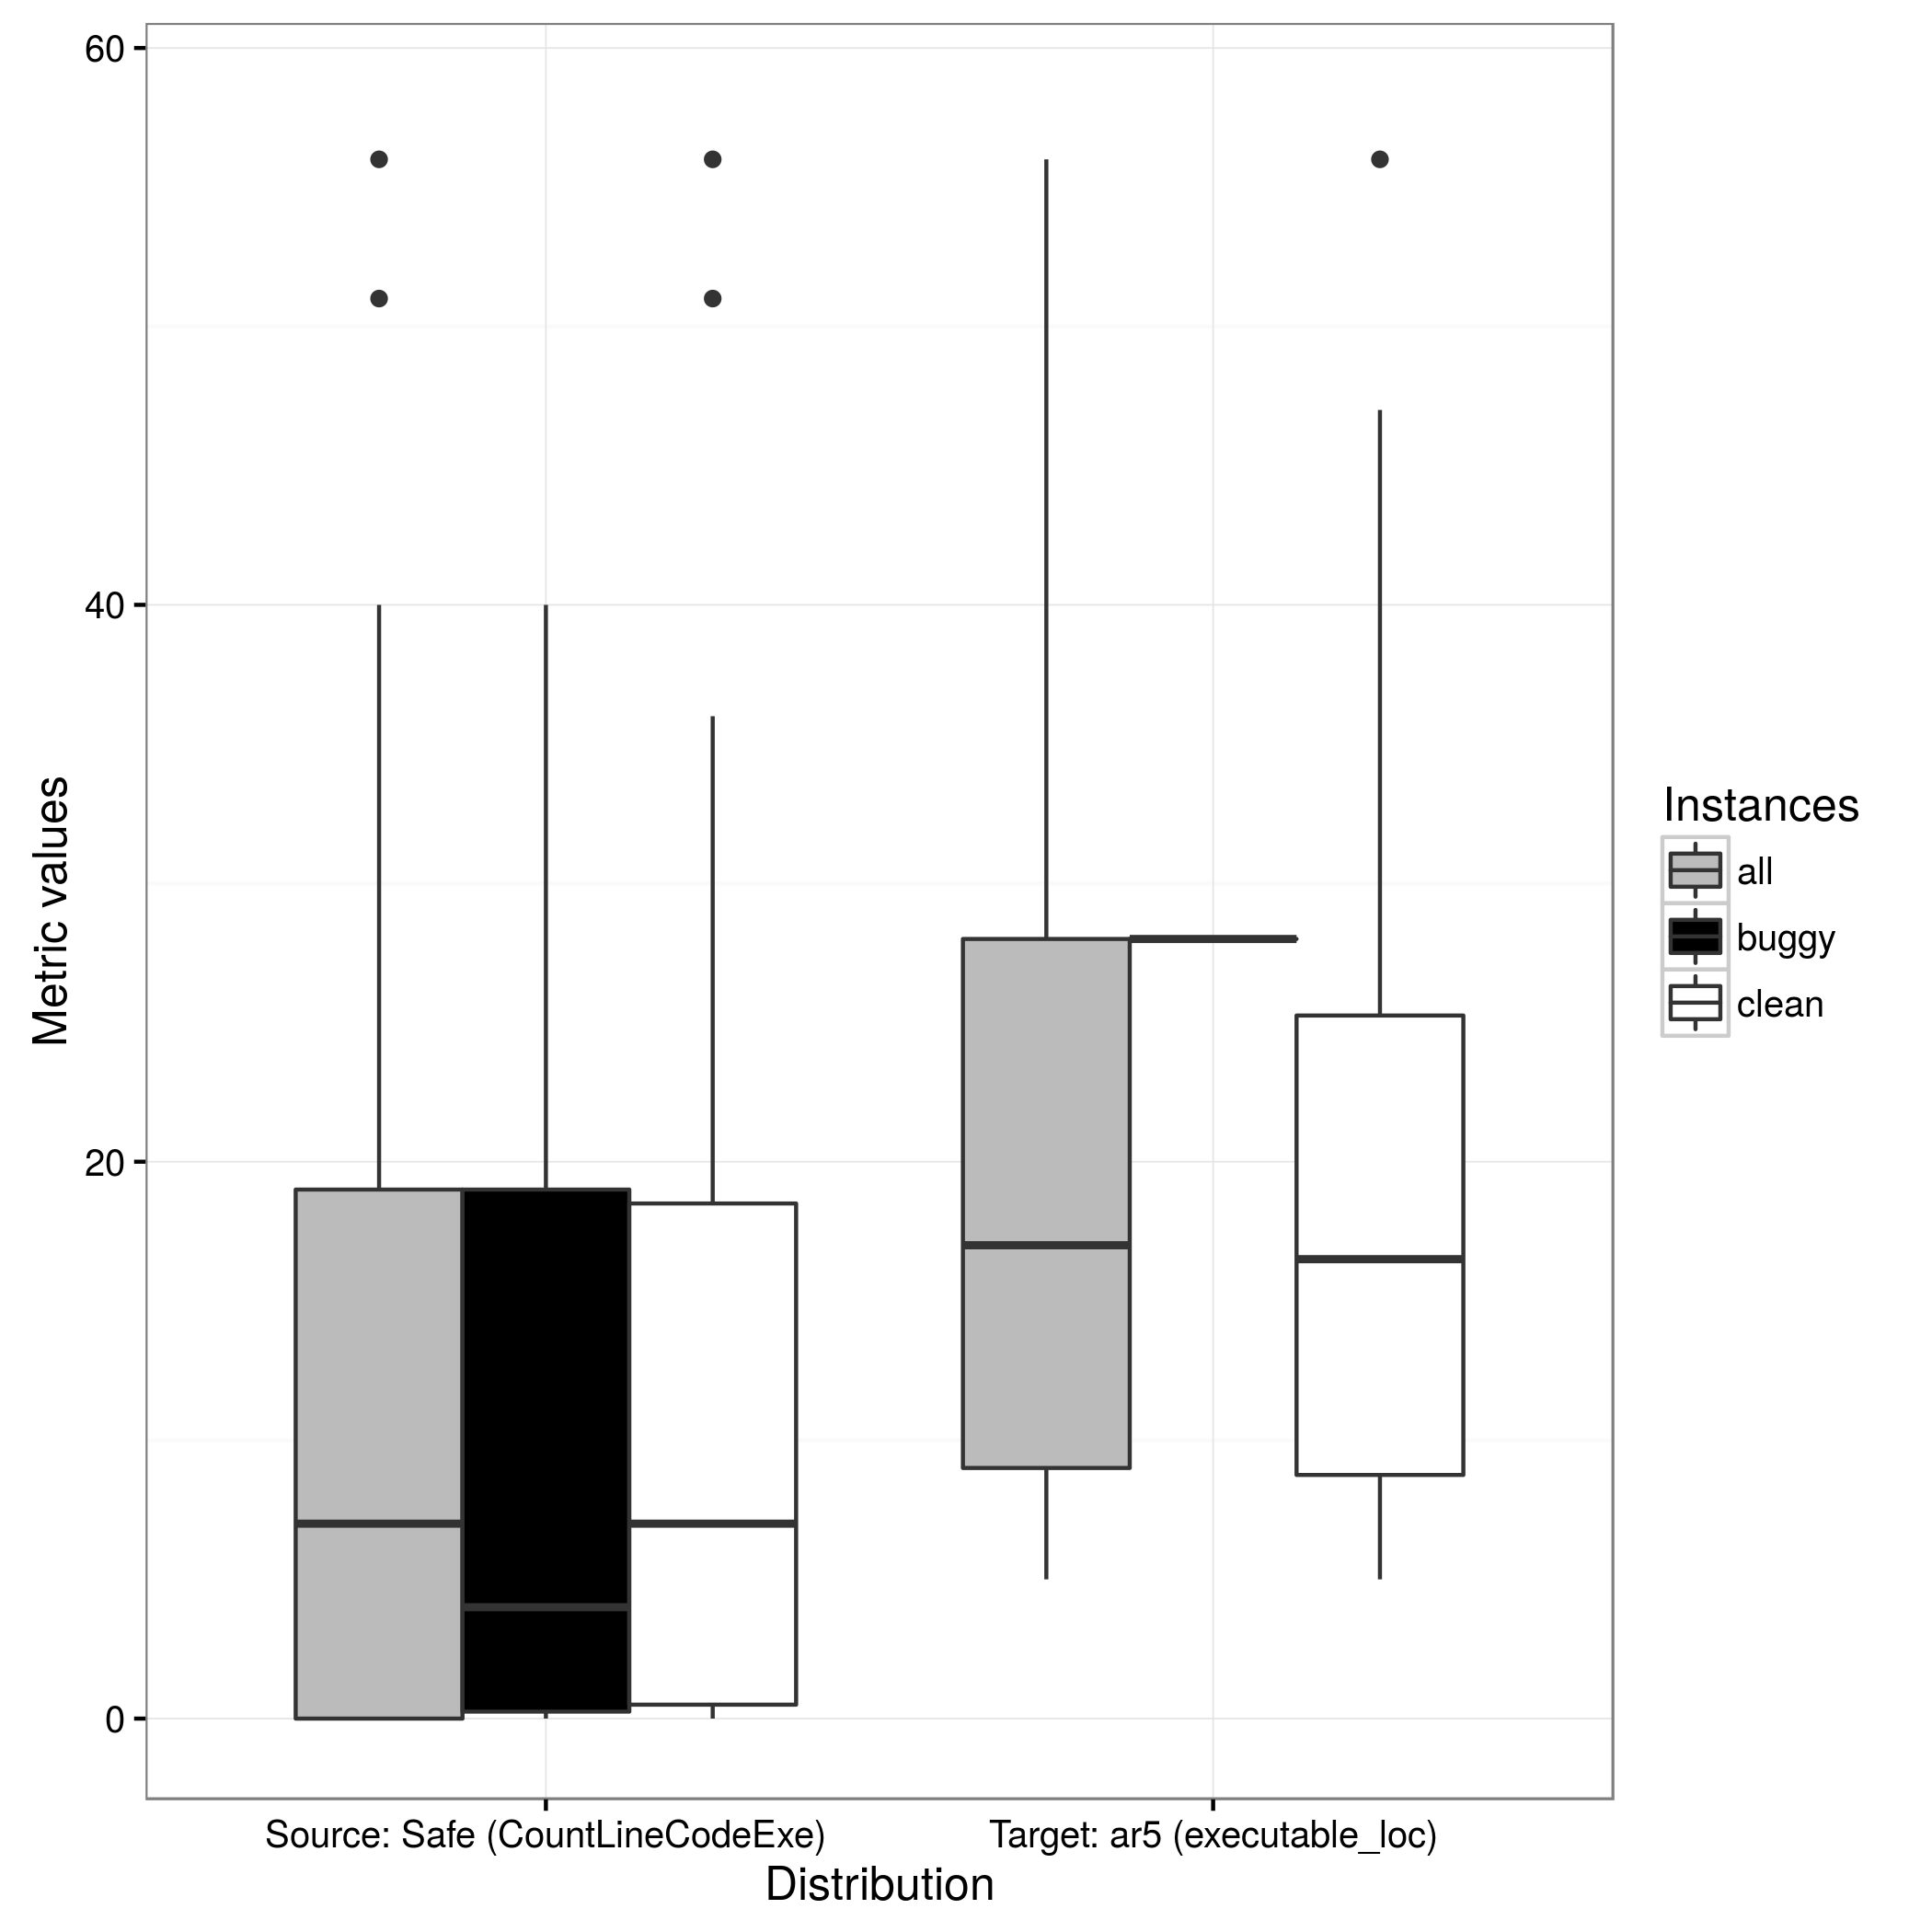 60
40
20
0
Metric values
Source: Safe (CountLineCodeExe)
Target: ar5 (executable_loc)
Distribution
Instances
all
buggy
clean